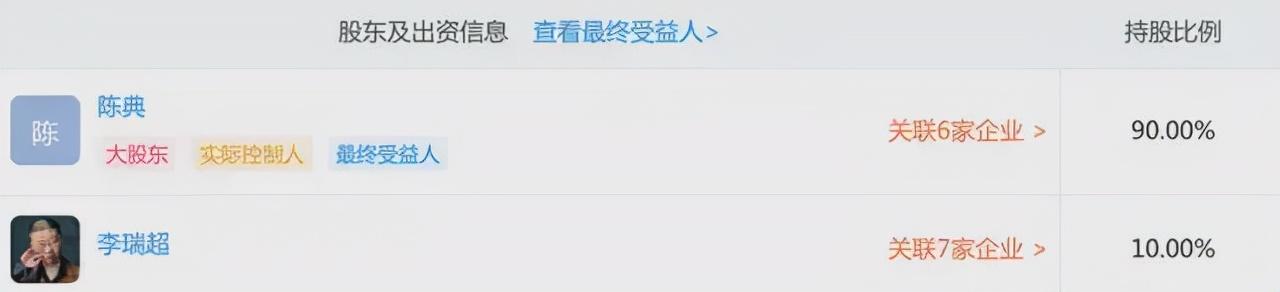 股东及出资信息 查看最终受益人> 持股比例
陈 陈典
大股东 实际控制人 最终受益人 关联6家企业 > 90.00%
李瑞超 关联7家企业 > 10.00%